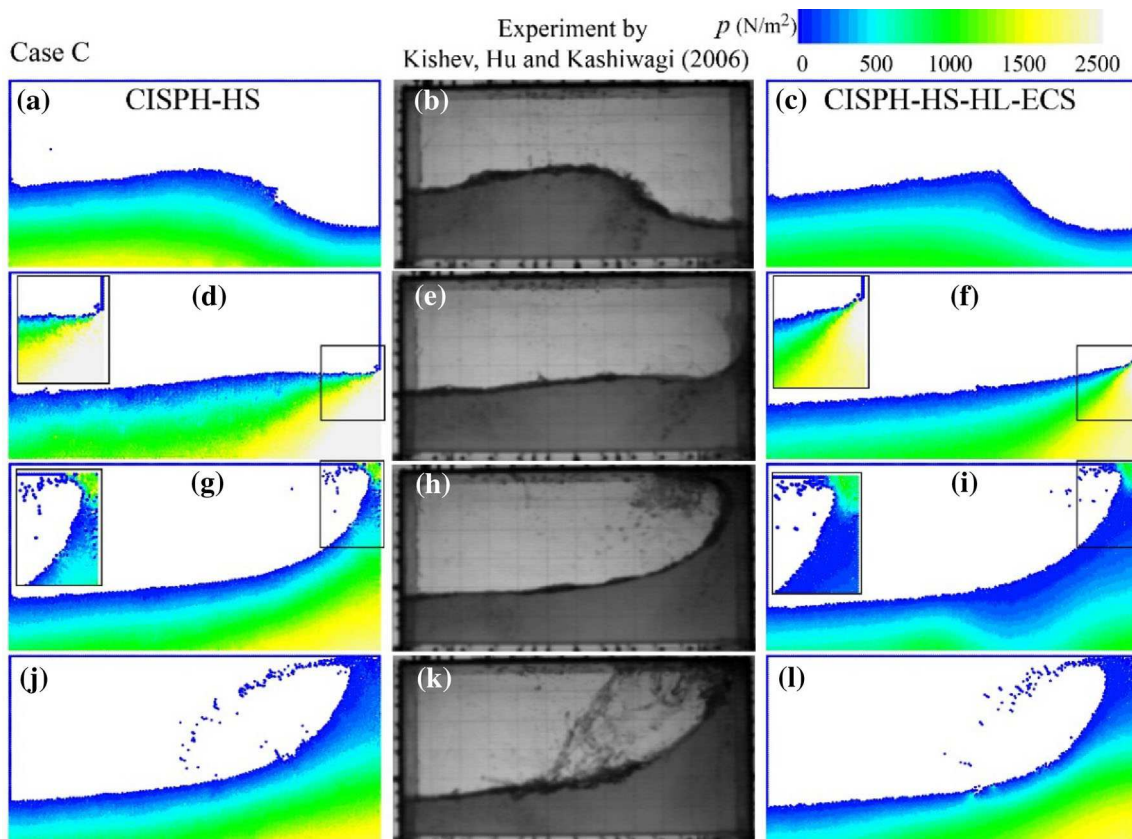 Case C
Experiment by
Kishev, Hu and Kashiwagi (2006)
p (N/m²)
0 500 1000 1500 2500
(a) CISPH-HS
(b)
(c) CISPH-HS-HL-ECS
(d)
(e)
(f)
(g)
(h)
(i)
(j)
(k)
(l)